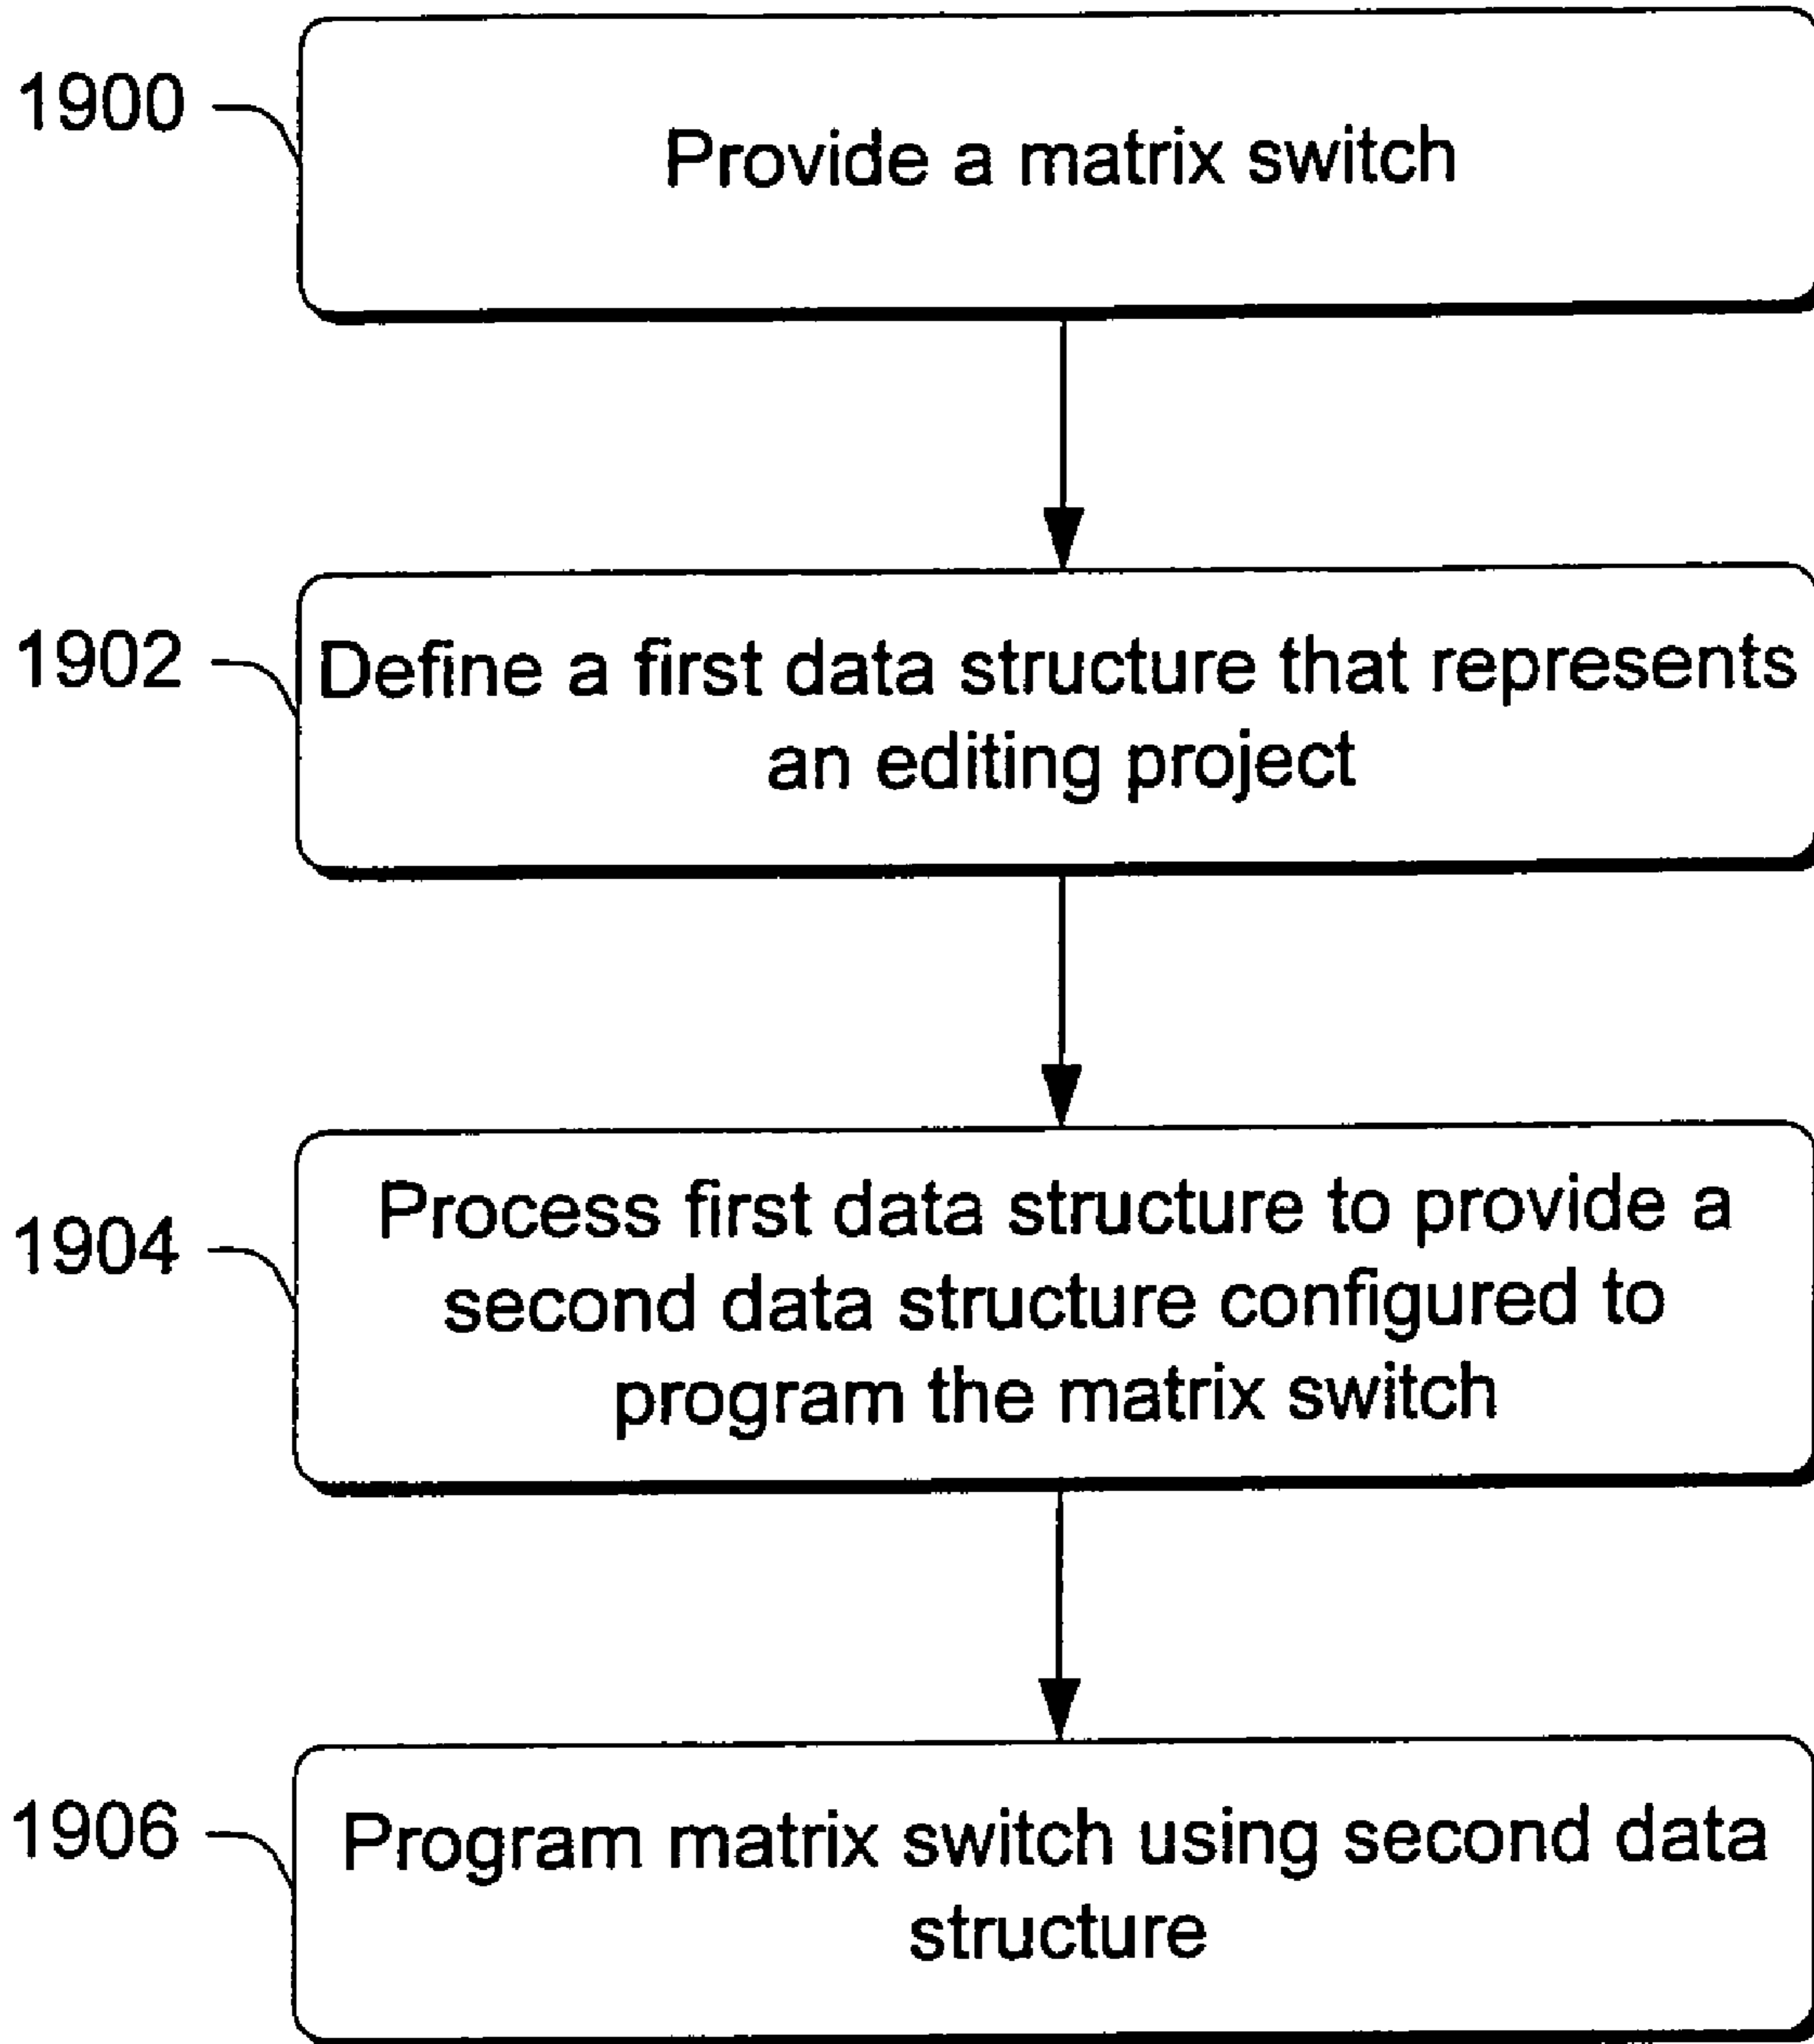 1900
Provide a matrix switch
1902
Define a first data structure that represents
an editing project
1904
Process first data structure to provide a
second data structure configured to
program the matrix switch
1906
Program matrix switch using second data
structure